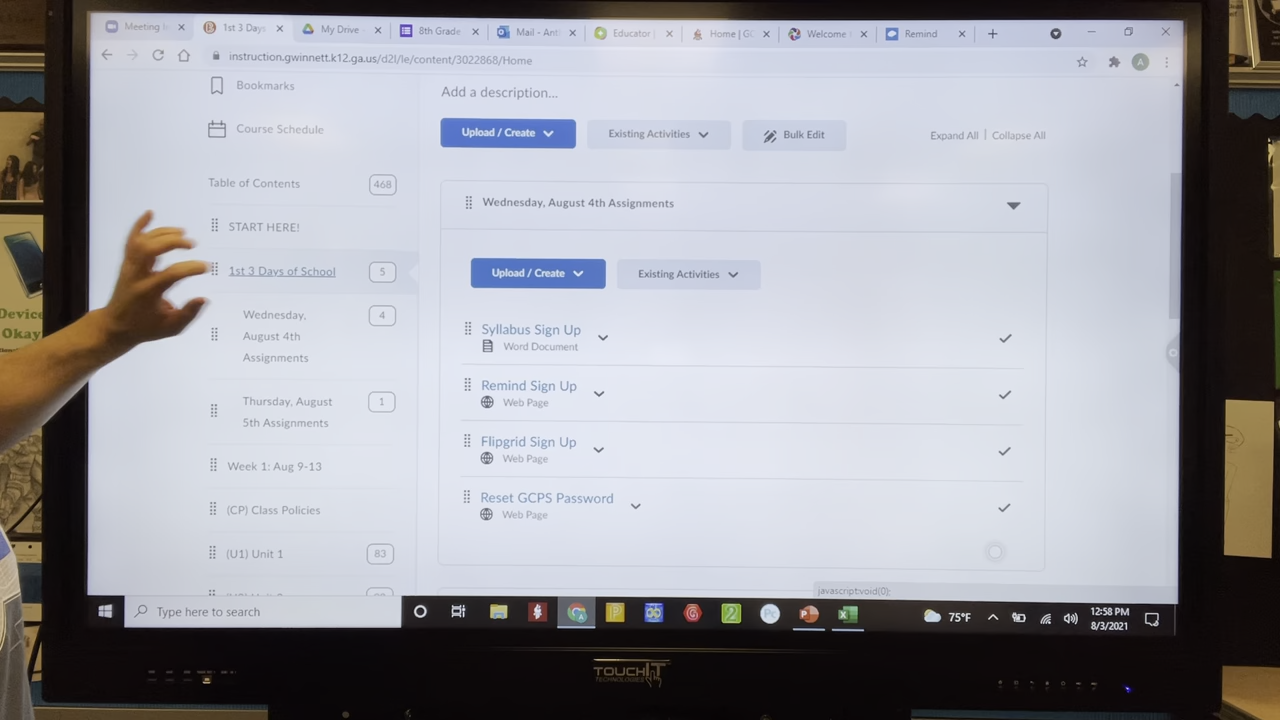 Meeting
1st 3 Days
My Drive
8th Grade
Mail - Ant
Educator
Home | GC
Welcome
Remind
instruction.gwinnett.k12.ga.us/d2l/le/content/3022868/Home
A
Bookmarks
Course Schedule
Table of Contents 468
START HERE!
1st 3 Days of School 5
Wednesday, 4
August 4th
Assignments
Thursday, August 1
5th Assignments
Week 1: Aug 9-13
(CP) Class Policies
(U1) Unit 1 83
Add a description...
Upload / Create Existing Activities Bulk Edit Expand All | Collapse All
Wednesday, August 4th Assignments
Upload / Create Existing Activities
Syllabus Sign Up
Word Document
Remind Sign Up
Web Page
Flipgrid Sign Up
Web Page
Reset GCPS Password
Web Page
javascript:void(0);
Type here to search
75°F
12:58 PM
8/3/2021
TOUCHIT
TECHNOLOGIES
Device
Okay